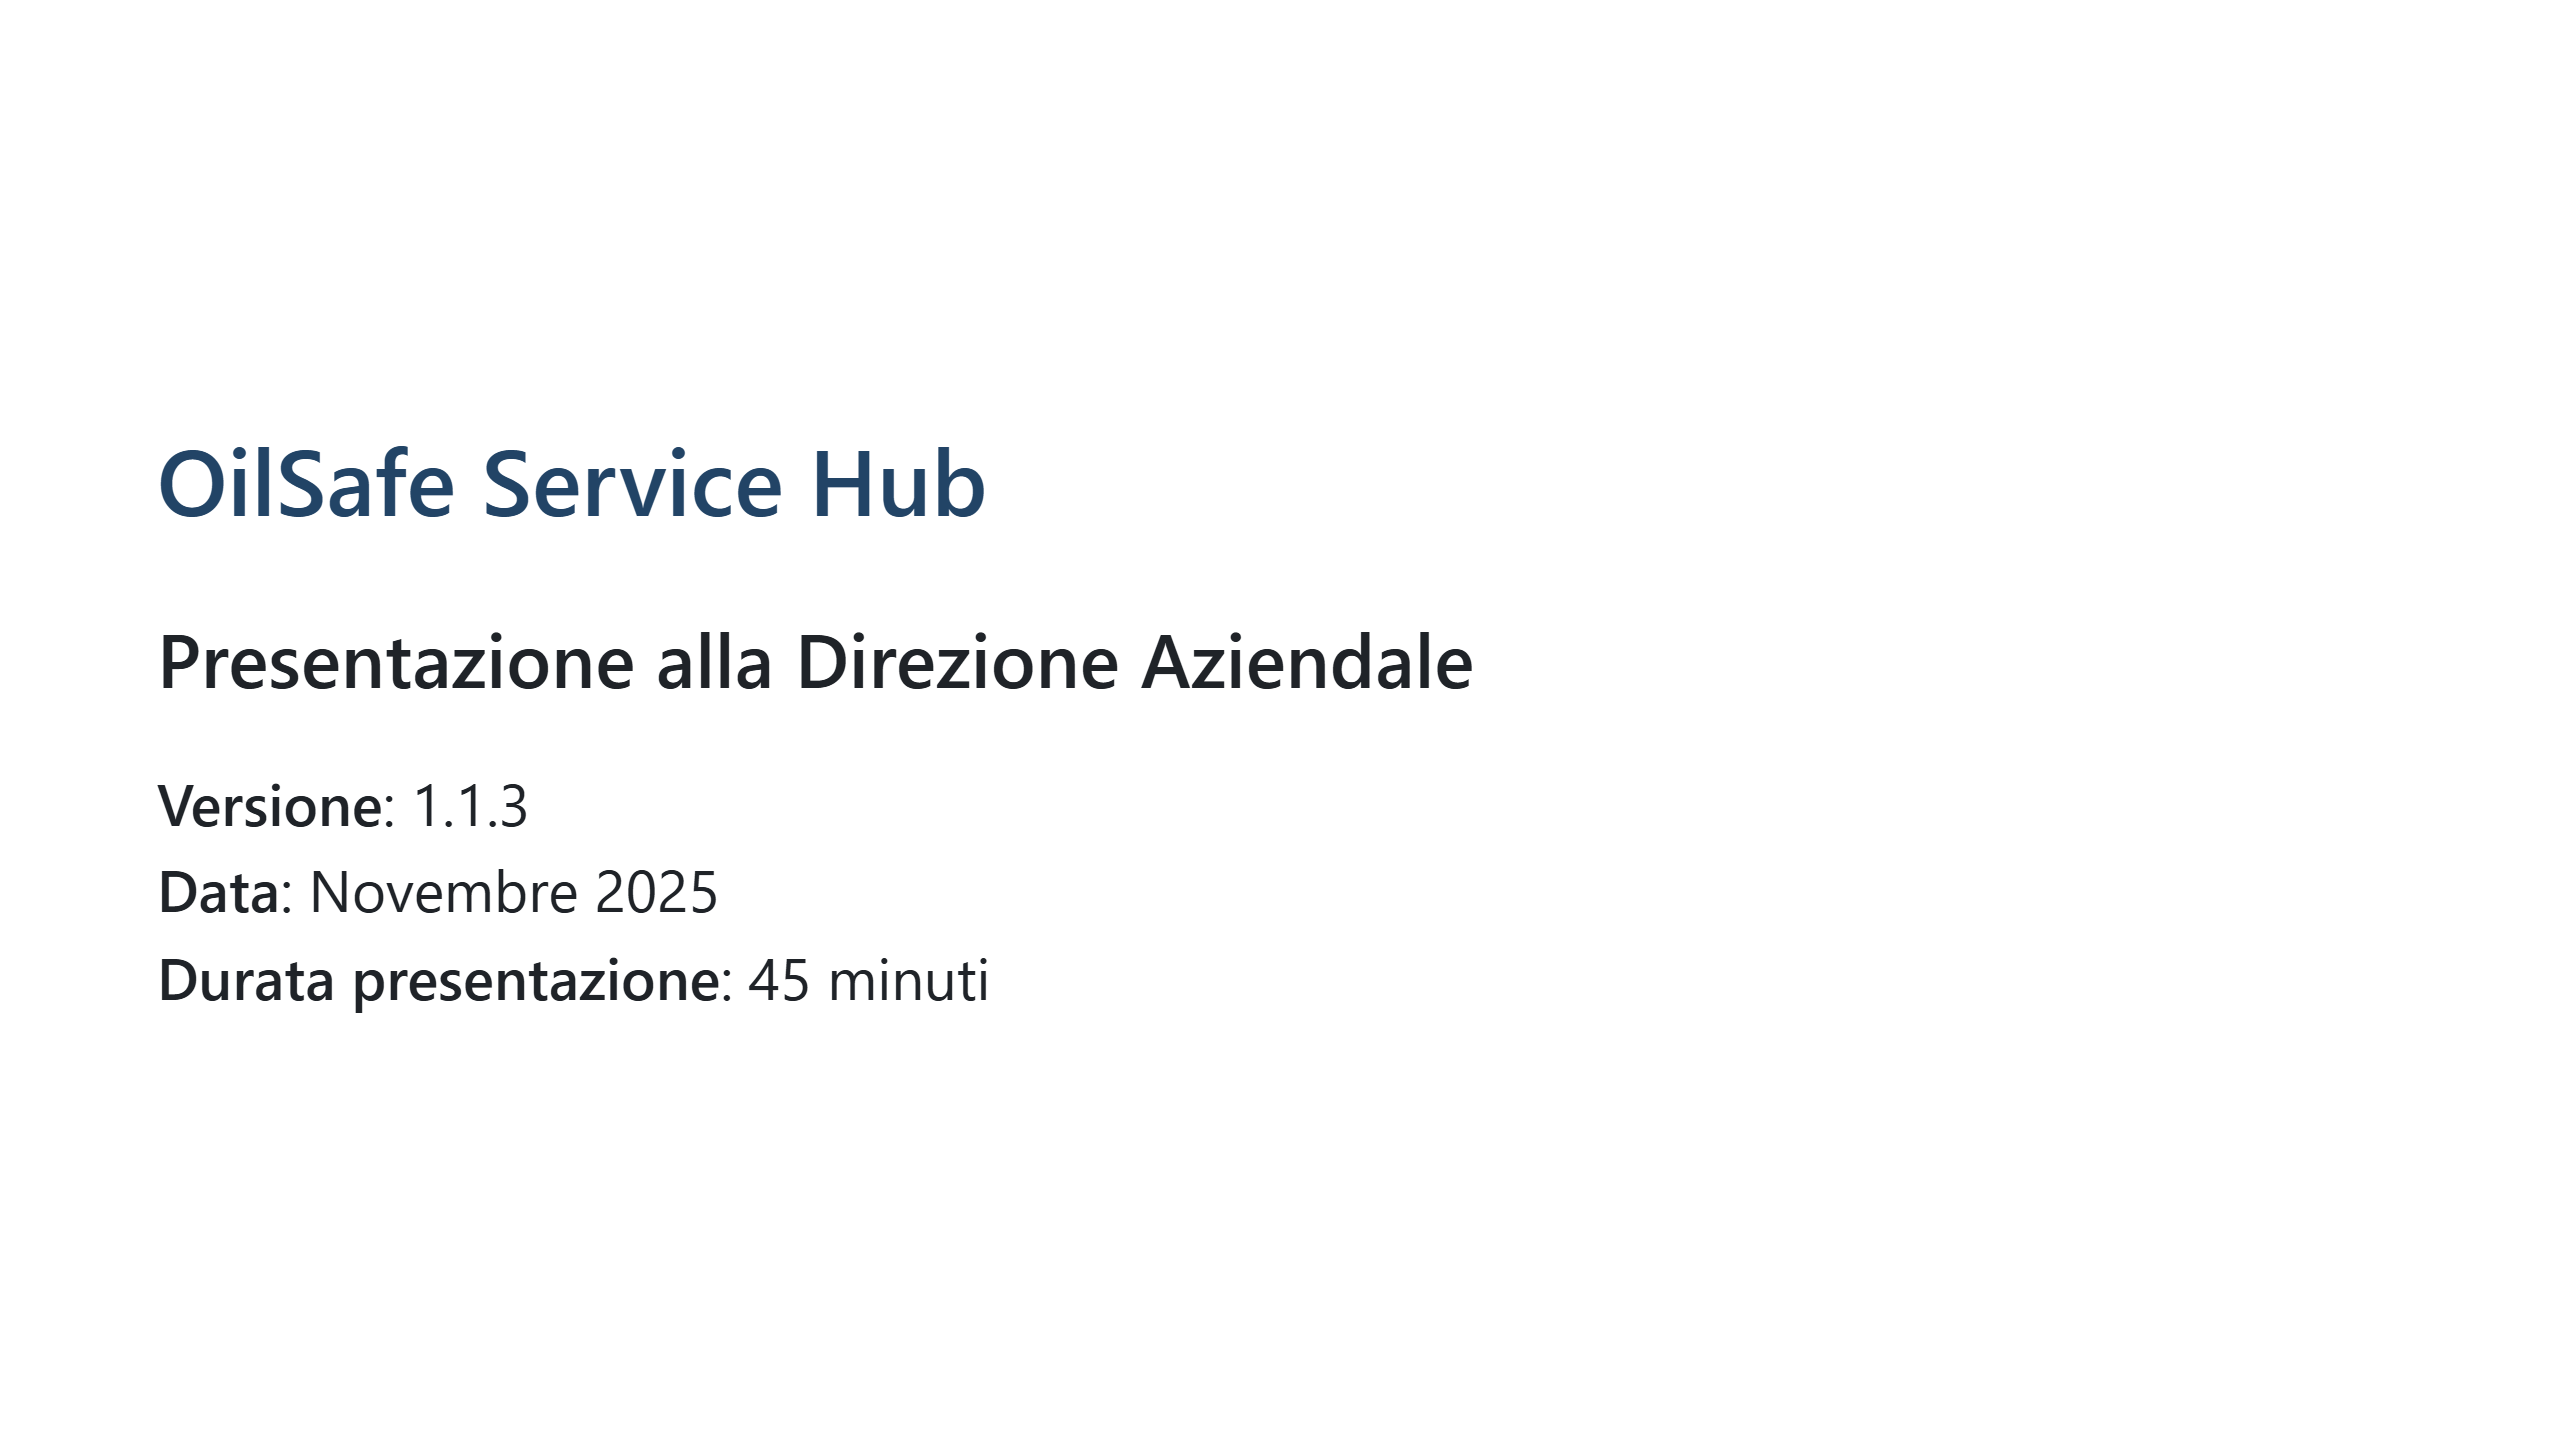 OilSafe Service Hub
Presentazione alla Direzione Aziendale
Versione: 1.1.3
Data: Novembre 2025
Durata presentazione: 45 minuti